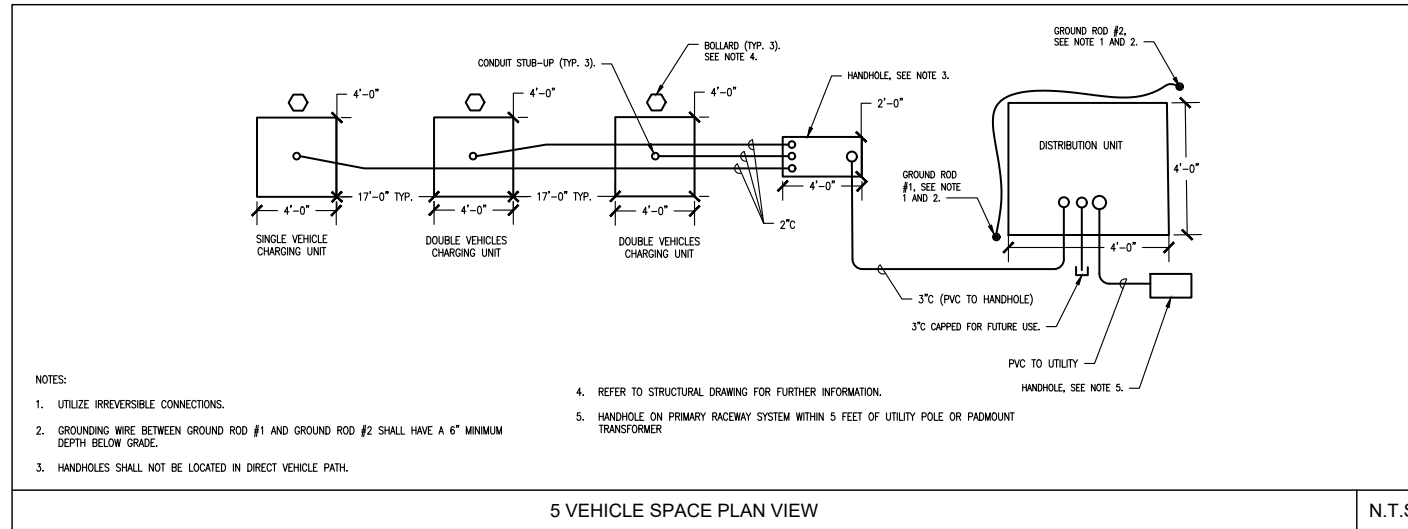 GROUND ROD #2,
SEE NOTE 1 AND 2.
BOLLARD (TYP. 3).
SEE NOTE 4.
CONDUIT STUB-UP (TYP. 3).
HANDHOLE, SEE NOTE 3.
4'-0"
4'-0"
4'-0"
2'-0"
DISTRIBUTION UNIT
4'-0"
GROUND ROD
#1, SEE NOTE
1 AND 2.
17'-0" TYP.
17'-0" TYP.
4'-0"
4'-0"
4'-0"
4'-0"
2"C
SINGLE VEHICLE
CHARGING UNIT
DOUBLE VEHICLES
CHARGING UNIT
DOUBLE VEHICLES
CHARGING UNIT
4'-0"
3"C (PVC TO HANDHOLE)
3"C CAPPED FOR FUTURE USE.
PVC TO UTILITY
HANDHOLE, SEE NOTE 5.
NOTES:
1. UTILIZE IRREVERSIBLE CONNECTIONS.
2. GROUNDING WIRE BETWEEN GROUND ROD #1 AND GROUND ROD #2 SHALL HAVE A 6" MINIMUM
DEPTH BELOW GRADE.
3. HANDHOLES SHALL NOT BE LOCATED IN DIRECT VEHICLE PATH.
4. REFER TO STRUCTURAL DRAWING FOR FURTHER INFORMATION.
5. HANDHOLE ON PRIMARY RACEWAY SYSTEM WITHIN 5 FEET OF UTILITY POLE OR PADMOUNT
TRANSFORMER
5 VEHICLE SPACE PLAN VIEW
N.T.S